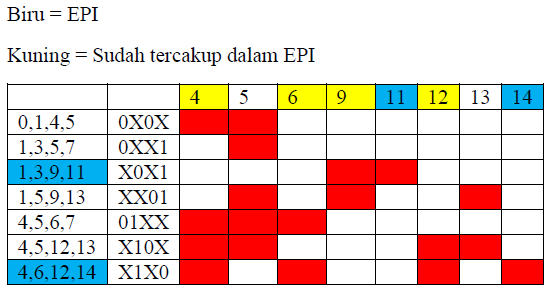 Biru = EPI
Kuning = Sudah tercakup dalam EPI
4 5 6 9 11 12 13 14
0,1,4,5 0X0X
1,3,5,7 0XX1
1,3,9,11 X0X1
1,5,9,13 XX01
4,5,6,7 01XX
4,5,12,13 X10X
4,6,12,14 X1X0